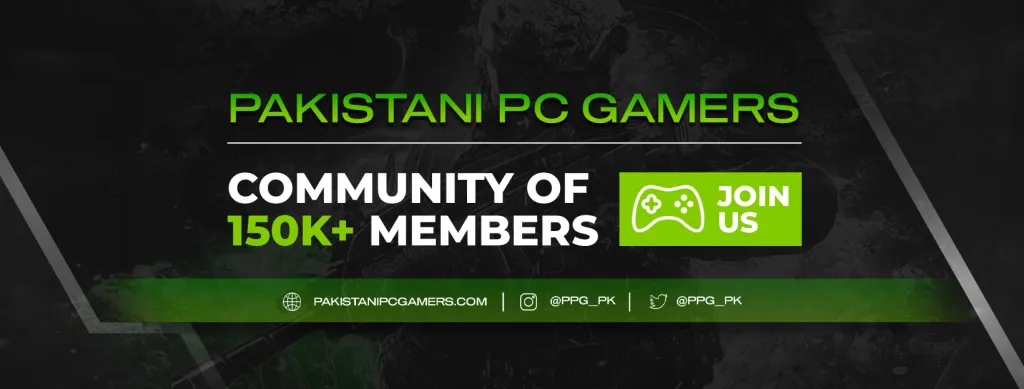 PAKISTANI PC GAMERS
COMMUNITY OF
150K+ MEMBERS
JOIN
US
PAKISTANIPCGAMERS.COM | @PPG_PK | @PPG_PK